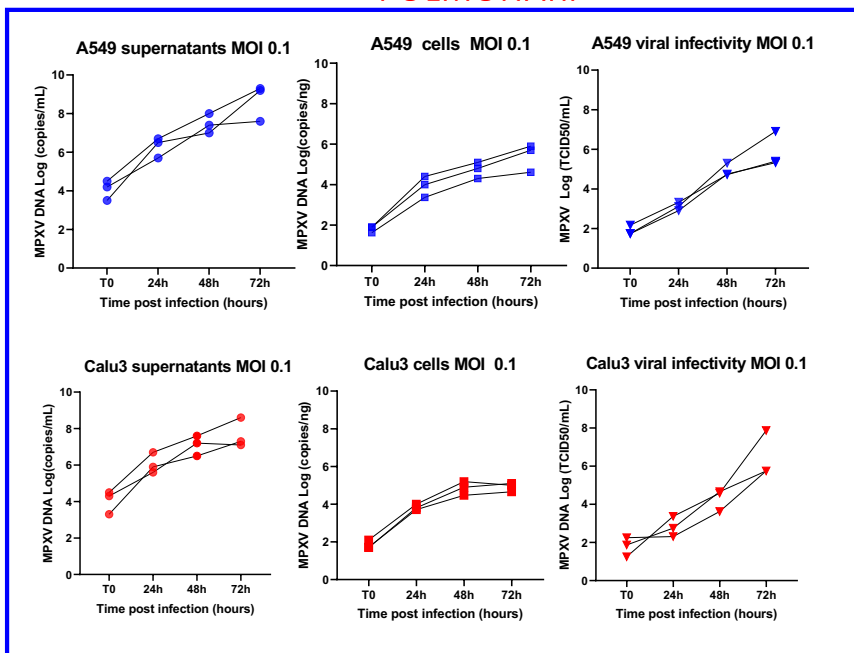 A549 supernatants MOI 0.1
MPXV DNA Log (copies/mL)
10
8
6
4
2
0
T0 24h 48h 72h
Time post infection (hours)
A549 cells MOI 0.1
MPXV DNA Log(copies/ng)
10
8
6
4
2
0
T0 24h 48h 72h
Time post infection (hours)
A549 viral infectivity MOI 0.1
MPXV Log (TCID50/mL)
10
8
6
4
2
0
T0 24h 48h 72h
Time post infection (hours)
Calu3 supernatants MOI 0.1
MPXV DNA Log(copies/mL)
10
8
6
4
2
0
T0 24h 48h 72h
Time post infection (hours)
Calu3 cells MOI 0.1
MPXV DNA Log (copies/ng)
10
8
6
4
2
0
T0 24h 48h 72h
Time post infection (hours)
Calu3 viral infectivity MOI 0.1
MPXV DNA Log (TCID50/mL)
10
8
6
4
2
0
T0 24h 48h 72h
Time post infection (hours)